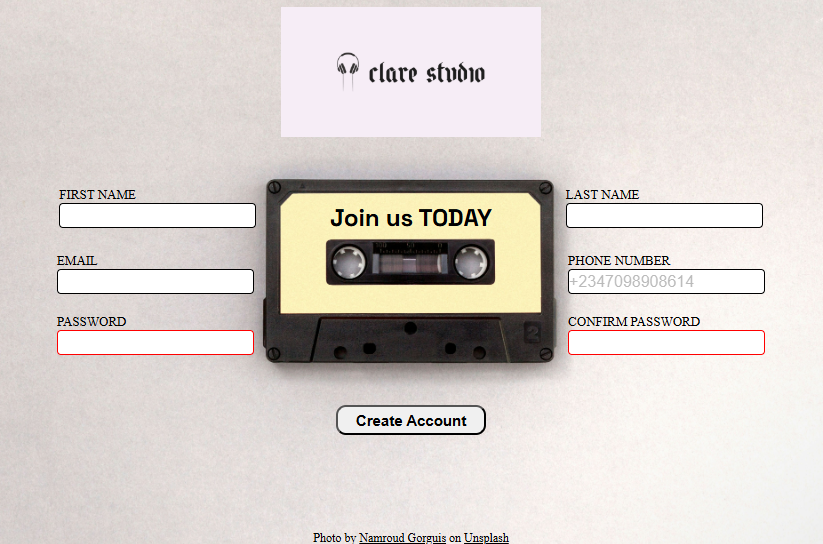 clare studio
FIRST NAME
LAST NAME
Join us TODAY
EMAIL
PHONE NUMBER
+2347098908614
PASSWORD
CONFIRM PASSWORD
2
Create Account
Photo by Namroud Gorguis on Unsplash